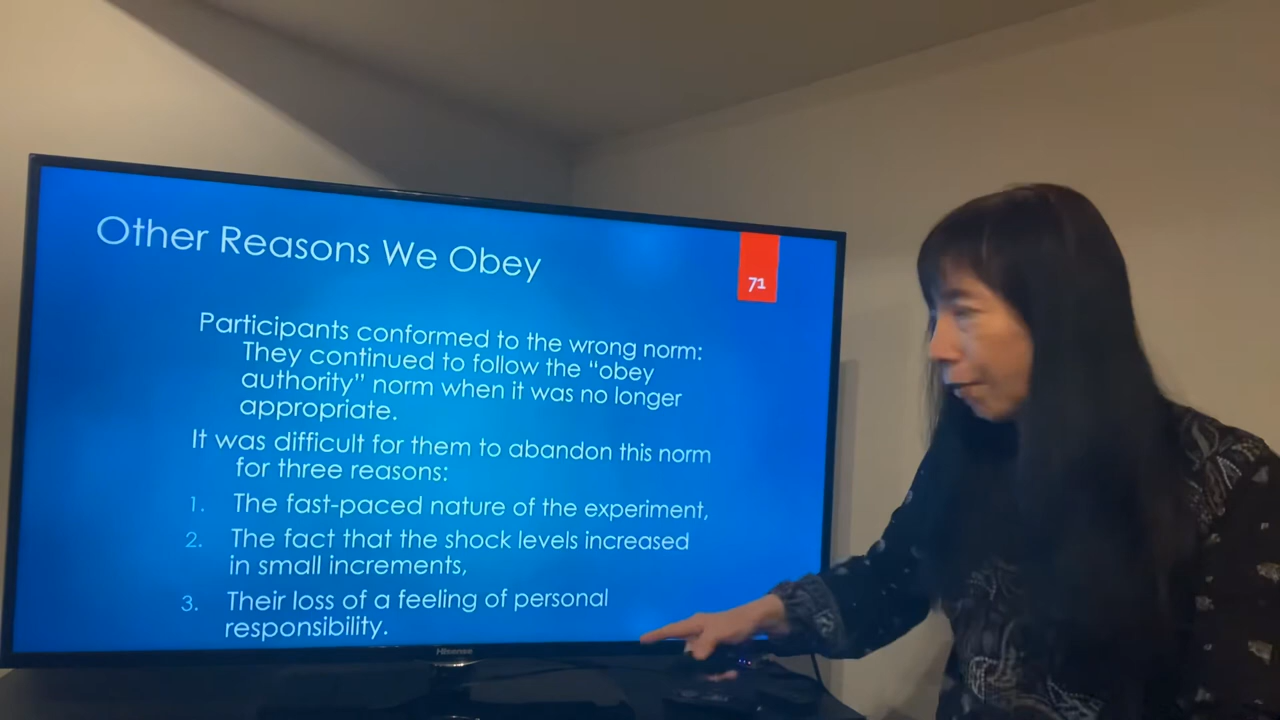 Other Reasons We Obey
71
Participants conformed to the wrong norm:
They continued to follow the “obey
authority” norm when it was no longer
appropriate.
It was difficult for them to abandon this norm
for three reasons:
1. The fast-paced nature of the experiment,
2. The fact that the shock levels increased
in small increments,
3. Their loss of a feeling of personal
responsibility.
Hisense